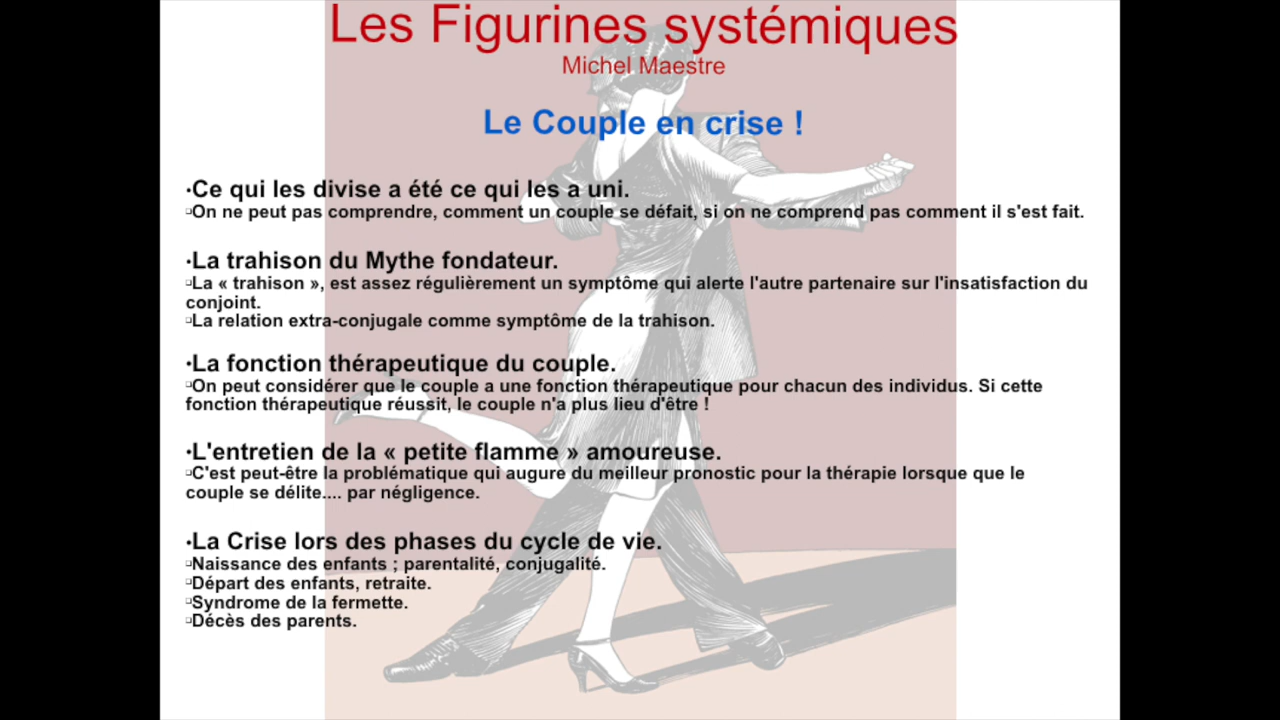 Les Figurines systémiques
Michel Maestre
Le Couple en crise !
•Ce qui les divise a été ce qui les a uni.
❑On ne peut pas comprendre, comment un couple se défait, si on ne comprend pas comment il s'est fait.
•La trahison du Mythe fondateur.
❑La « trahison », est assez régulièrement un symptôme qui alerte l'autre partenaire sur l'insatisfaction du
conjoint.
❑La relation extra-conjugale comme symptôme de la trahison.
•La fonction thérapeutique du couple.
❑On peut considérer que le couple a une fonction thérapeutique pour chacun des individus. Si cette
fonction thérapeutique réussit, le couple n'a plus lieu d'être !
•L'entretien de la « petite flamme » amoureuse.
❑C'est peut-être la problématique qui augure du meilleur pronostic pour la thérapie lorsque que le
couple se délite.... par négligence.
•La Crise lors des phases du cycle de vie.
❑Naissance des enfants ; parentalité, conjugalité.
❑Départ des enfants, retraite.
❑Syndrome de la fermette.
❑Décès des parents.